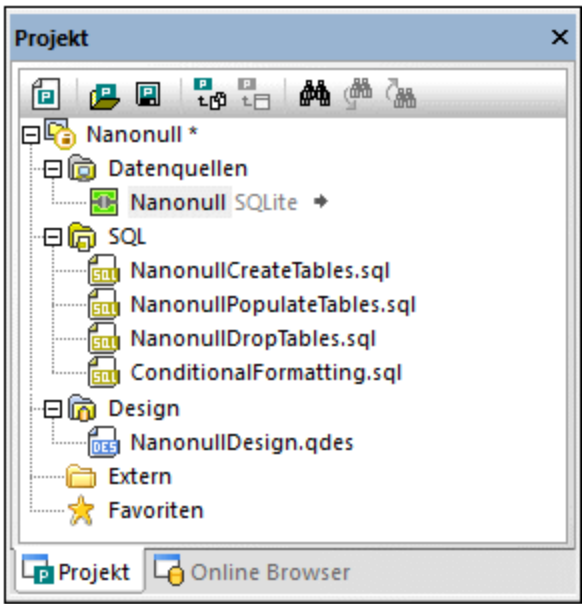 Projekt
Nanonull *
Datenquellen
Nanonull SQLite
SQL
NanonullCreateTables.sql
NanonullPopulateTables.sql
NanonullDropTables.sql
ConditionalFormatting.sql
Design
NanonullDesign.qdes
Extern
Favoriten
Projekt Online Browser